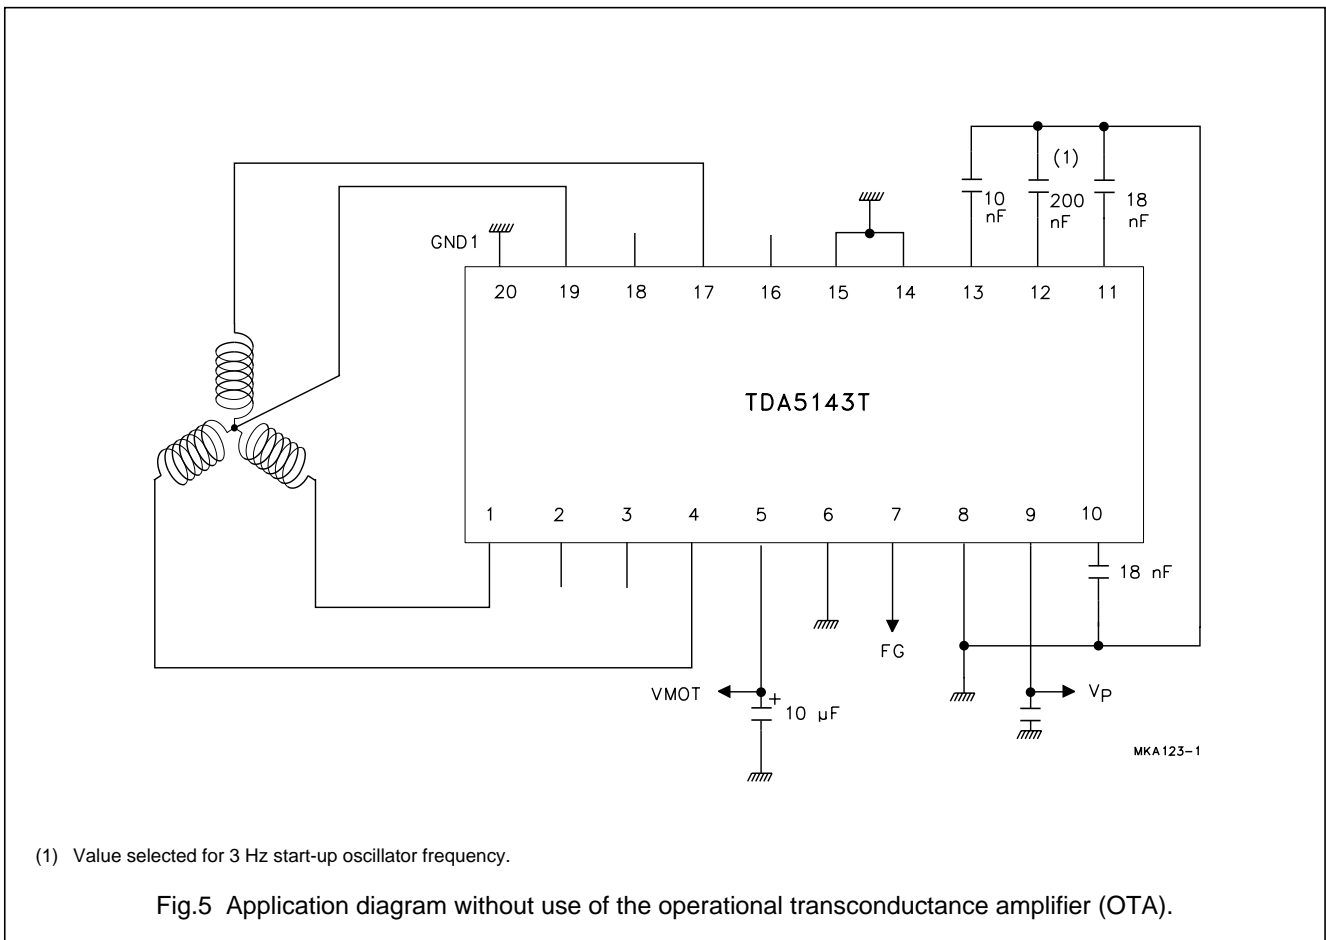 (1)
10 nF
200 nF
18 nF
GND1
20 19 18 17 16 15 14 13 12 11
TDA5143T
1 2 3 4 5 6 7 8 9 10
18 nF
FG
VMOT
+
10 µF
VP
MKA123-1
(1) Value selected for 3 Hz start-up oscillator frequency.
Fig.5 Application diagram without use of the operational transconductance amplifier (OTA).